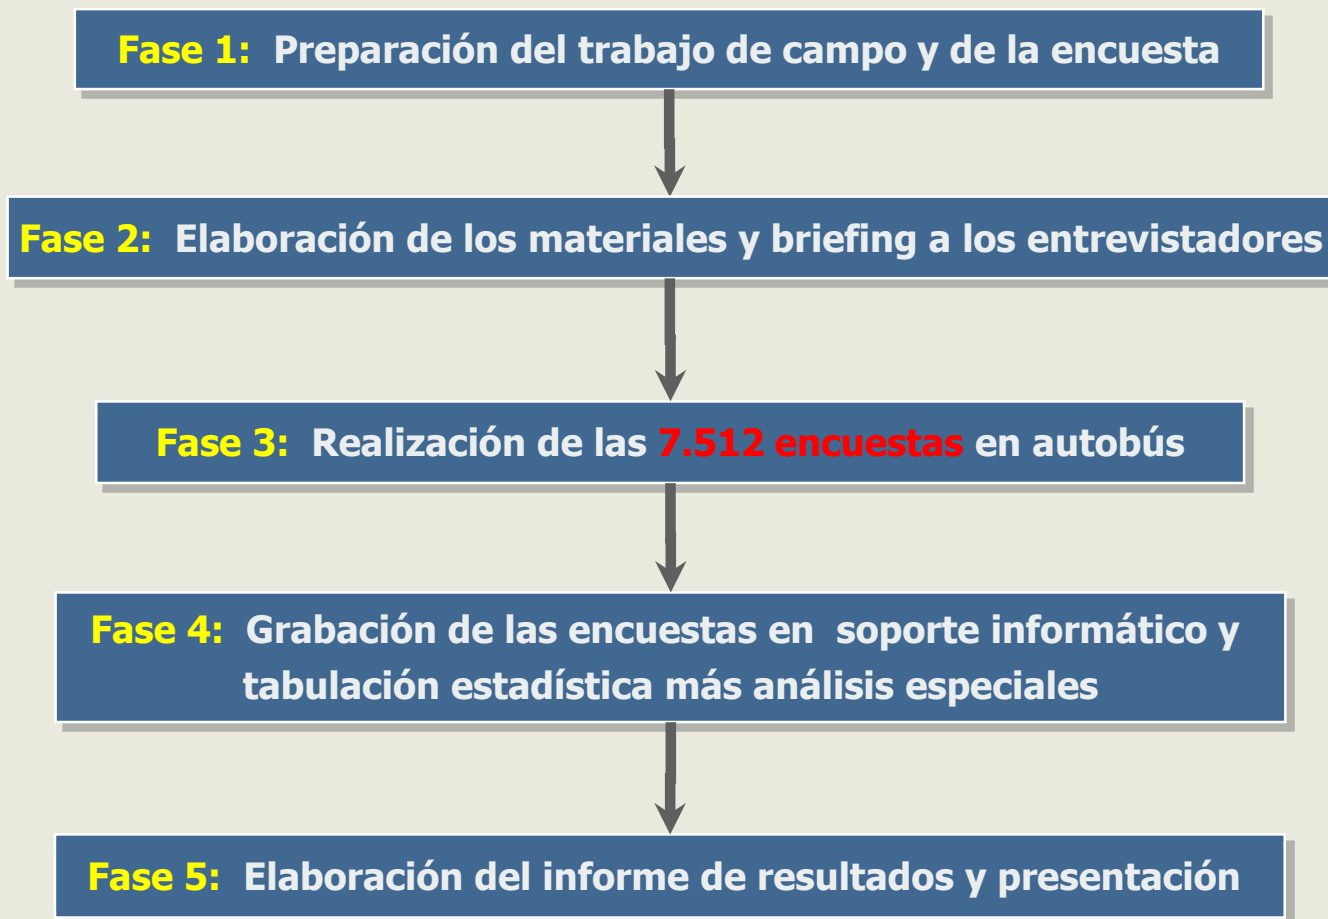 Fase 1: Preparación del trabajo de campo y de la encuesta
Fase 2: Elaboración de los materiales y briefing a los entrevistadores
Fase 3: Realización de las 7.512 encuestas en autobús
Fase 4: Grabación de las encuestas en soporte informático y
tabulación estadística más análisis especiales
Fase 5: Elaboración del informe de resultados y presentación